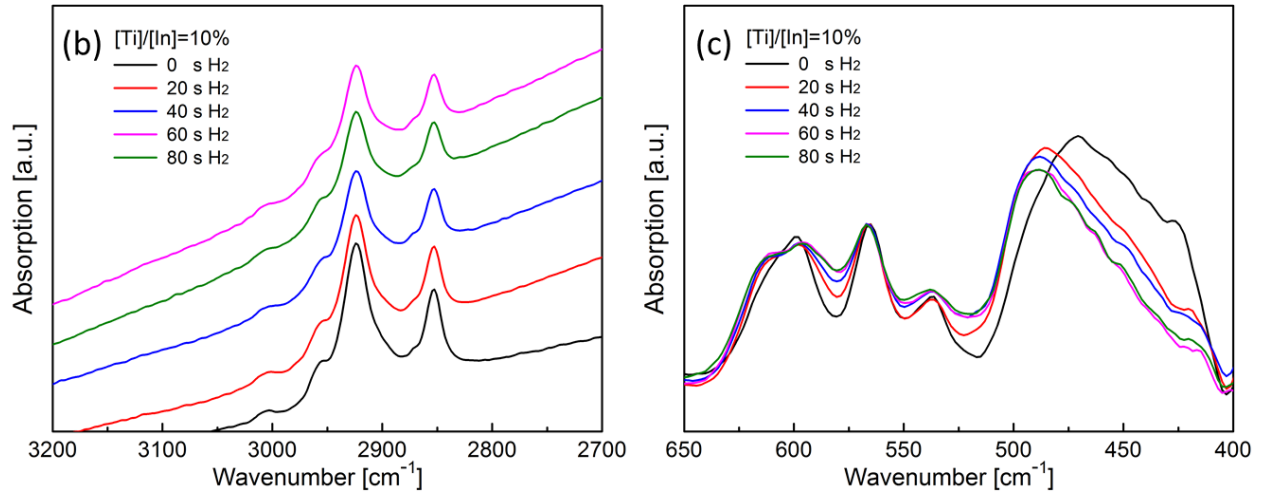 (b)
[Ti]/[In]=10%
0 s H₂
20 s H₂
40 s H₂
60 s H₂
80 s H₂
Absorption [a.u.]
3200 3100 3000 2900 2800 2700
Wavenumber [cm⁻¹]
(c)
[Ti]/[In]=10%
0 s H₂
20 s H₂
40 s H₂
60 s H₂
80 s H₂
Absorption [a.u.]
650 600 550 500 450 400
Wavenumber [cm⁻¹]